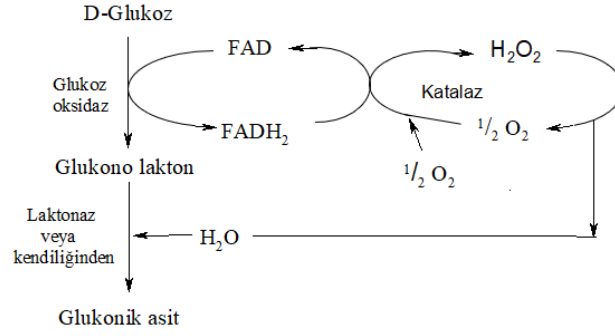 D-Glukoz
FAD
H₂O₂
Glukoz
oksidaz
Katalaz
FADH₂
½ O₂
½ O₂
Glukono lakton
Laktonaz
veya
kendiliğinden
H₂O
Glukonik asit